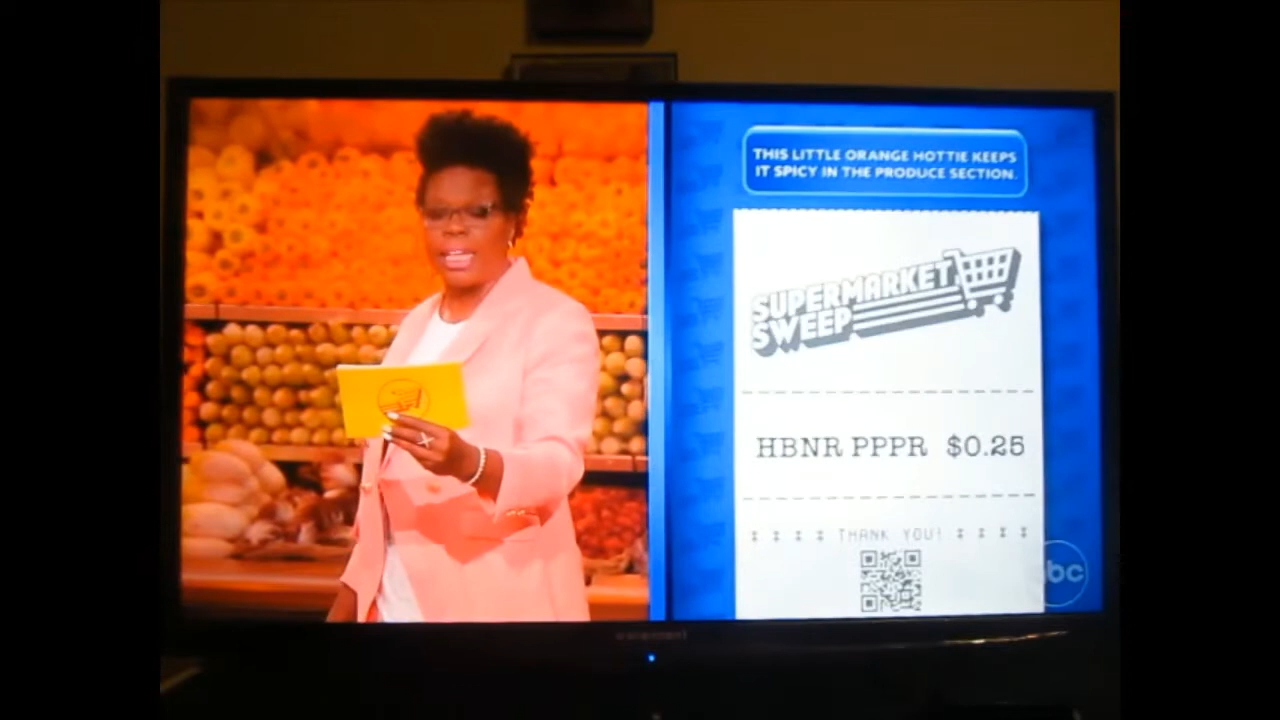 THIS LITTLE ORANGE HOTTIE KEEPS
IT SPICY IN THE PRODUCE SECTION.
SUPERMARKET
SWEEP
HBNR PPPR $0.25
THANK YOU!
abc